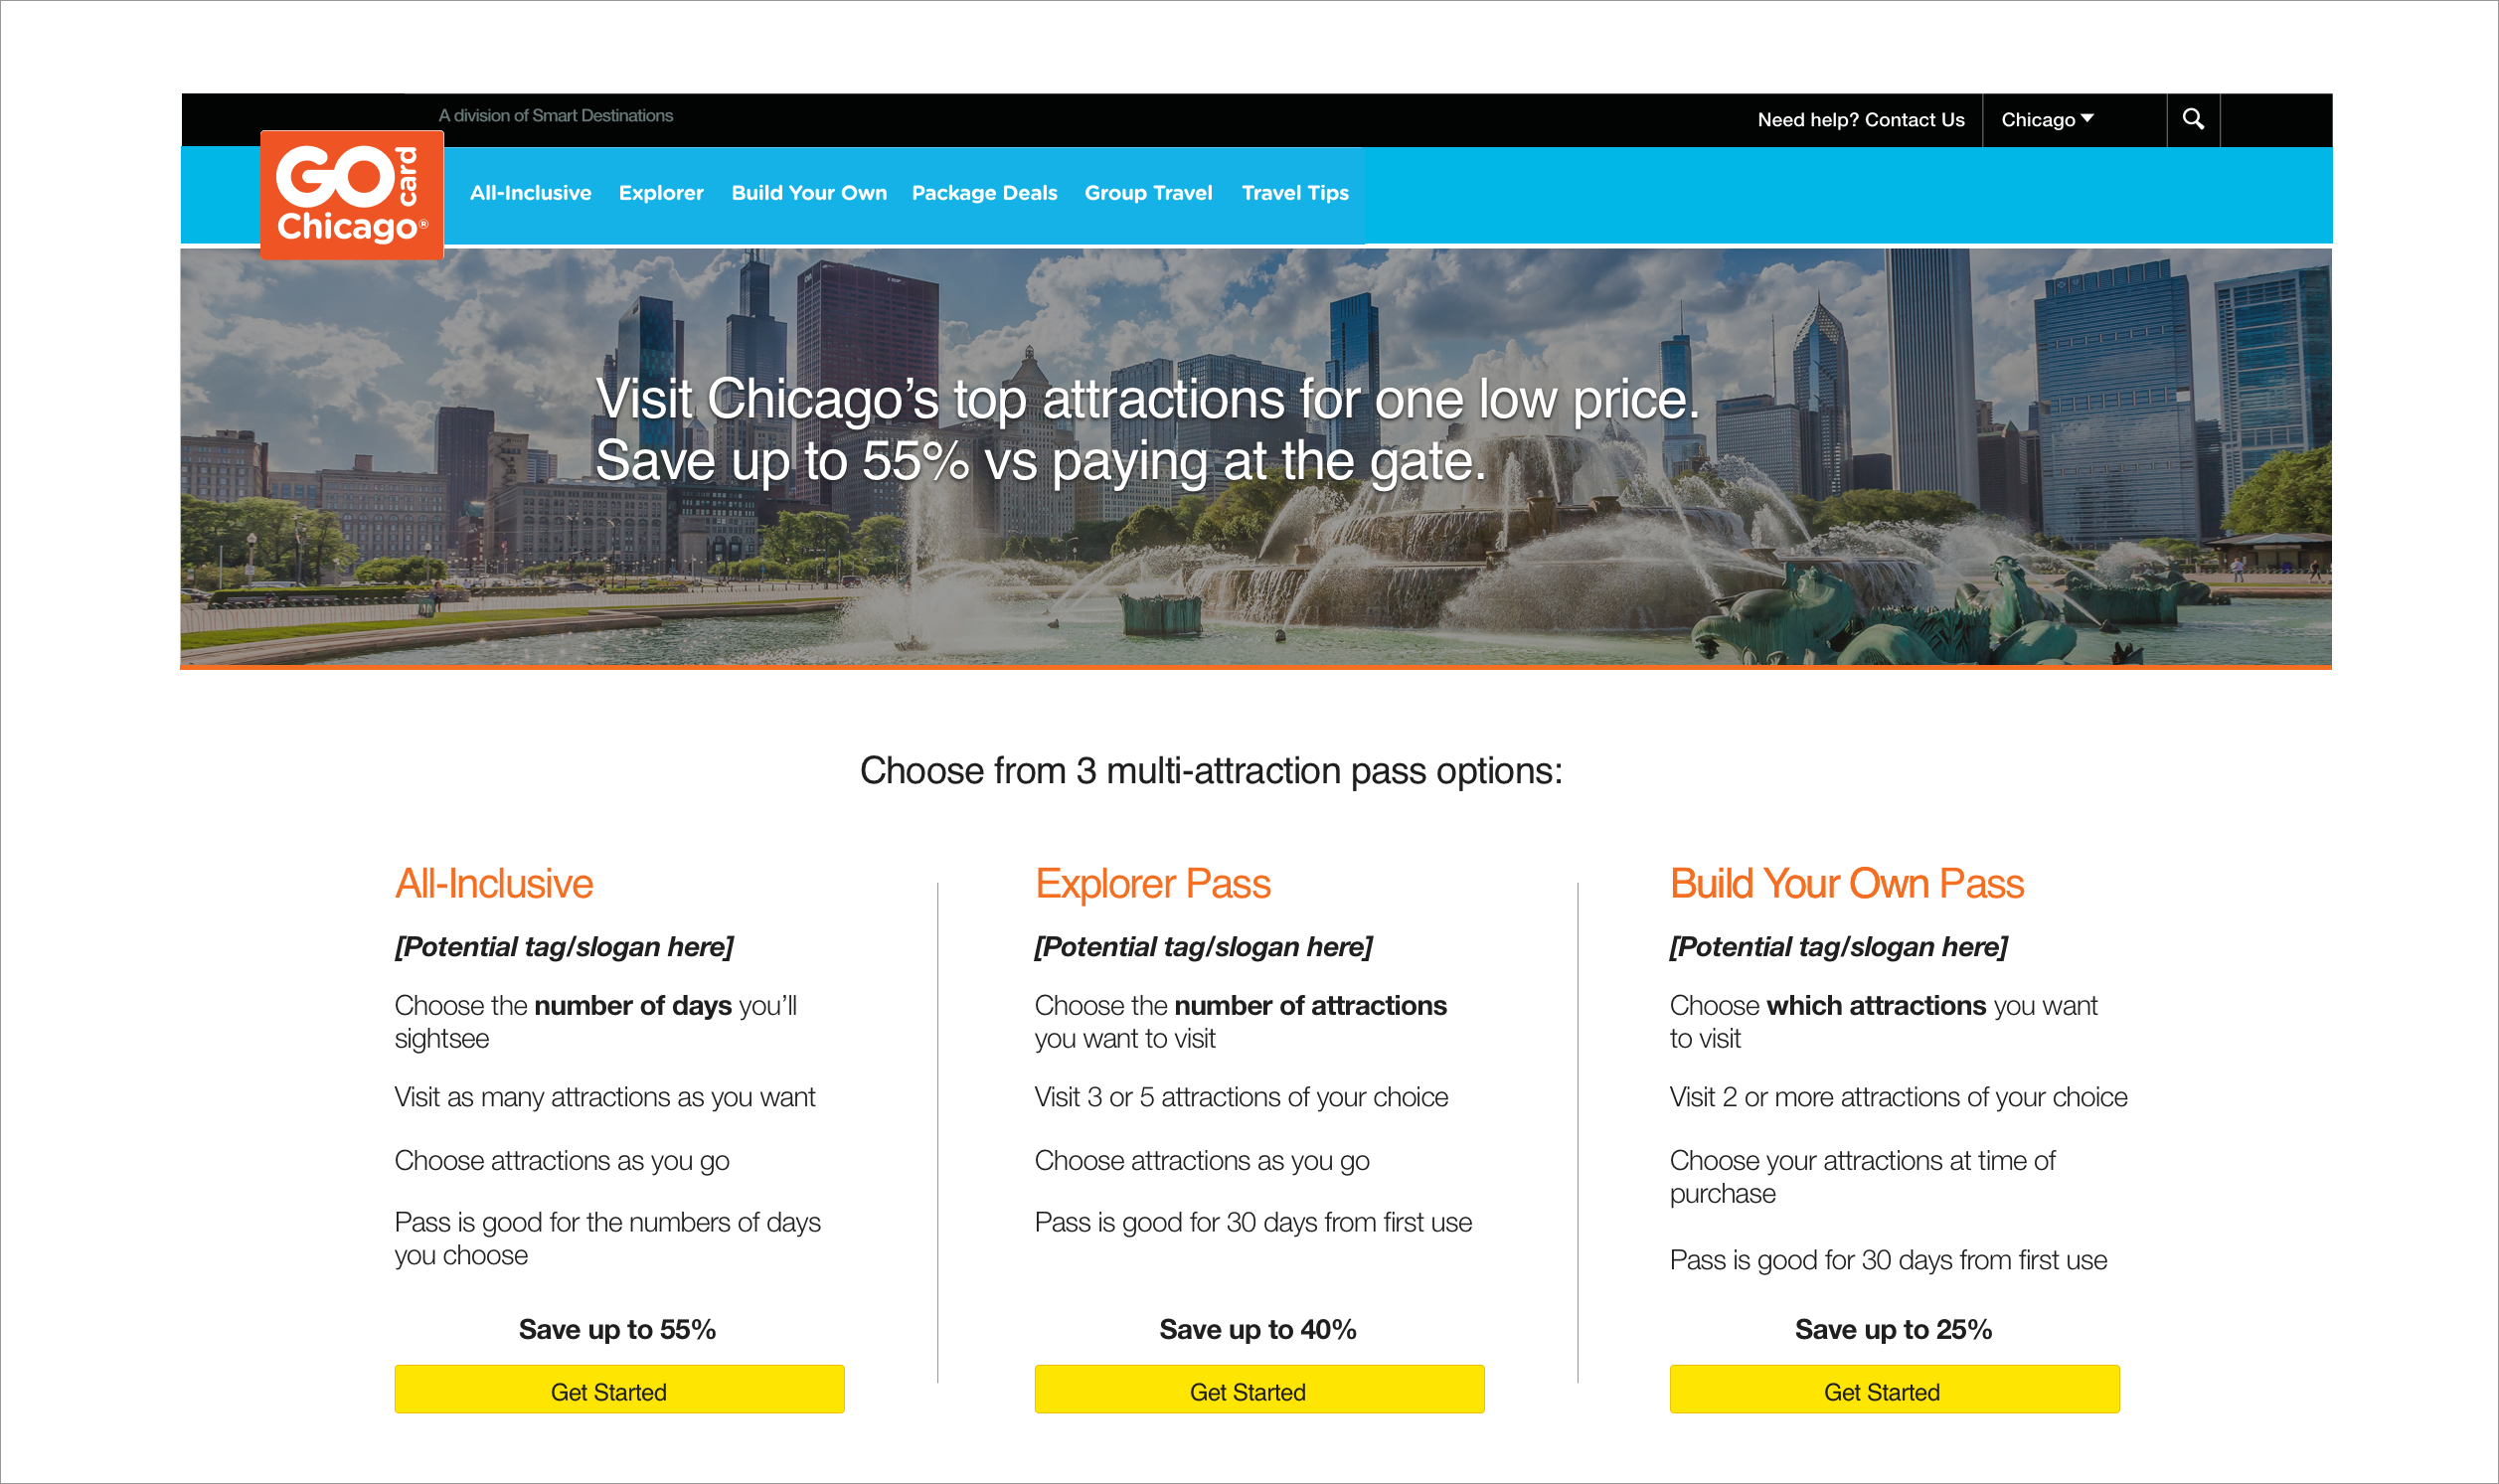 A division of Smart Destinations
Need help? Contact Us
Chicago
GO card
Chicago®
All-Inclusive Explorer Build Your Own Package Deals Group Travel Travel Tips
Visit Chicago’s top attractions for one low price.
Save up to 55% vs paying at the gate.
Choose from 3 multi-attraction pass options:
All-Inclusive
[Potential tag/slogan here]
Choose the number of days you’ll
sightsee
Visit as many attractions as you want
Choose attractions as you go
Pass is good for the numbers of days
you choose
Save up to 55%
Get Started
Explorer Pass
[Potential tag/slogan here]
Choose the number of attractions
you want to visit
Visit 3 or 5 attractions of your choice
Choose attractions as you go
Pass is good for 30 days from first use
Save up to 40%
Get Started
Build Your Own Pass
[Potential tag/slogan here]
Choose which attractions you want
to visit
Visit 2 or more attractions of your choice
Choose your attractions at time of
purchase
Pass is good for 30 days from first use
Save up to 25%
Get Started